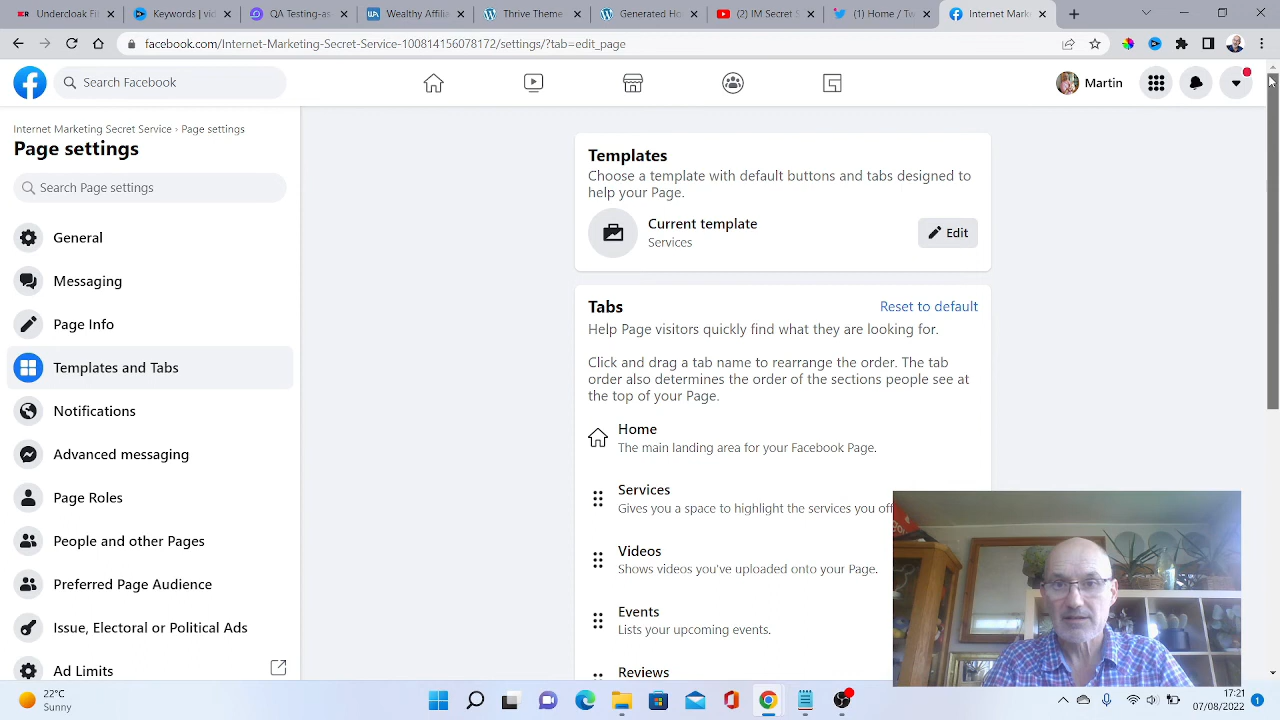 Runner: 03
Keywords | vid
QA Testing-as
Wealthy Affilia
Thrive Theme
Generated Ho
(2) IM Secret S
(1) Home / Tw
Internet Mark
facebook.com/Internet-Marketing-Secret-Service-100914156078172/settings/?tab=edit_page
Search Facebook
Martin
Internet Marketing Secret Service › Page settings
Page settings
Search Page settings
General
Messaging
Page Info
Templates and Tabs
Notifications
Advanced messaging
Page Roles
People and other Pages
Preferred Page Audience
Issue, Electoral or Political Ads
Ad Limits
Templates
Choose a template with default buttons and tabs designed to
help your Page.
Current template
Services
Edit
Tabs
Reset to default
Help Page visitors quickly find what they are looking for.
Click and drag a tab name to rearrange the order. The tab
order also determines the order of the sections people see at
the top of your Page.
Home
The main landing area for your Facebook Page.
Services
Gives you a space to highlight the services you off
Videos
Shows videos you've uploaded onto your Page.
Events
Lists your upcoming events.
Reviews
22°C
Sunny
17:21
07/08/2022
1